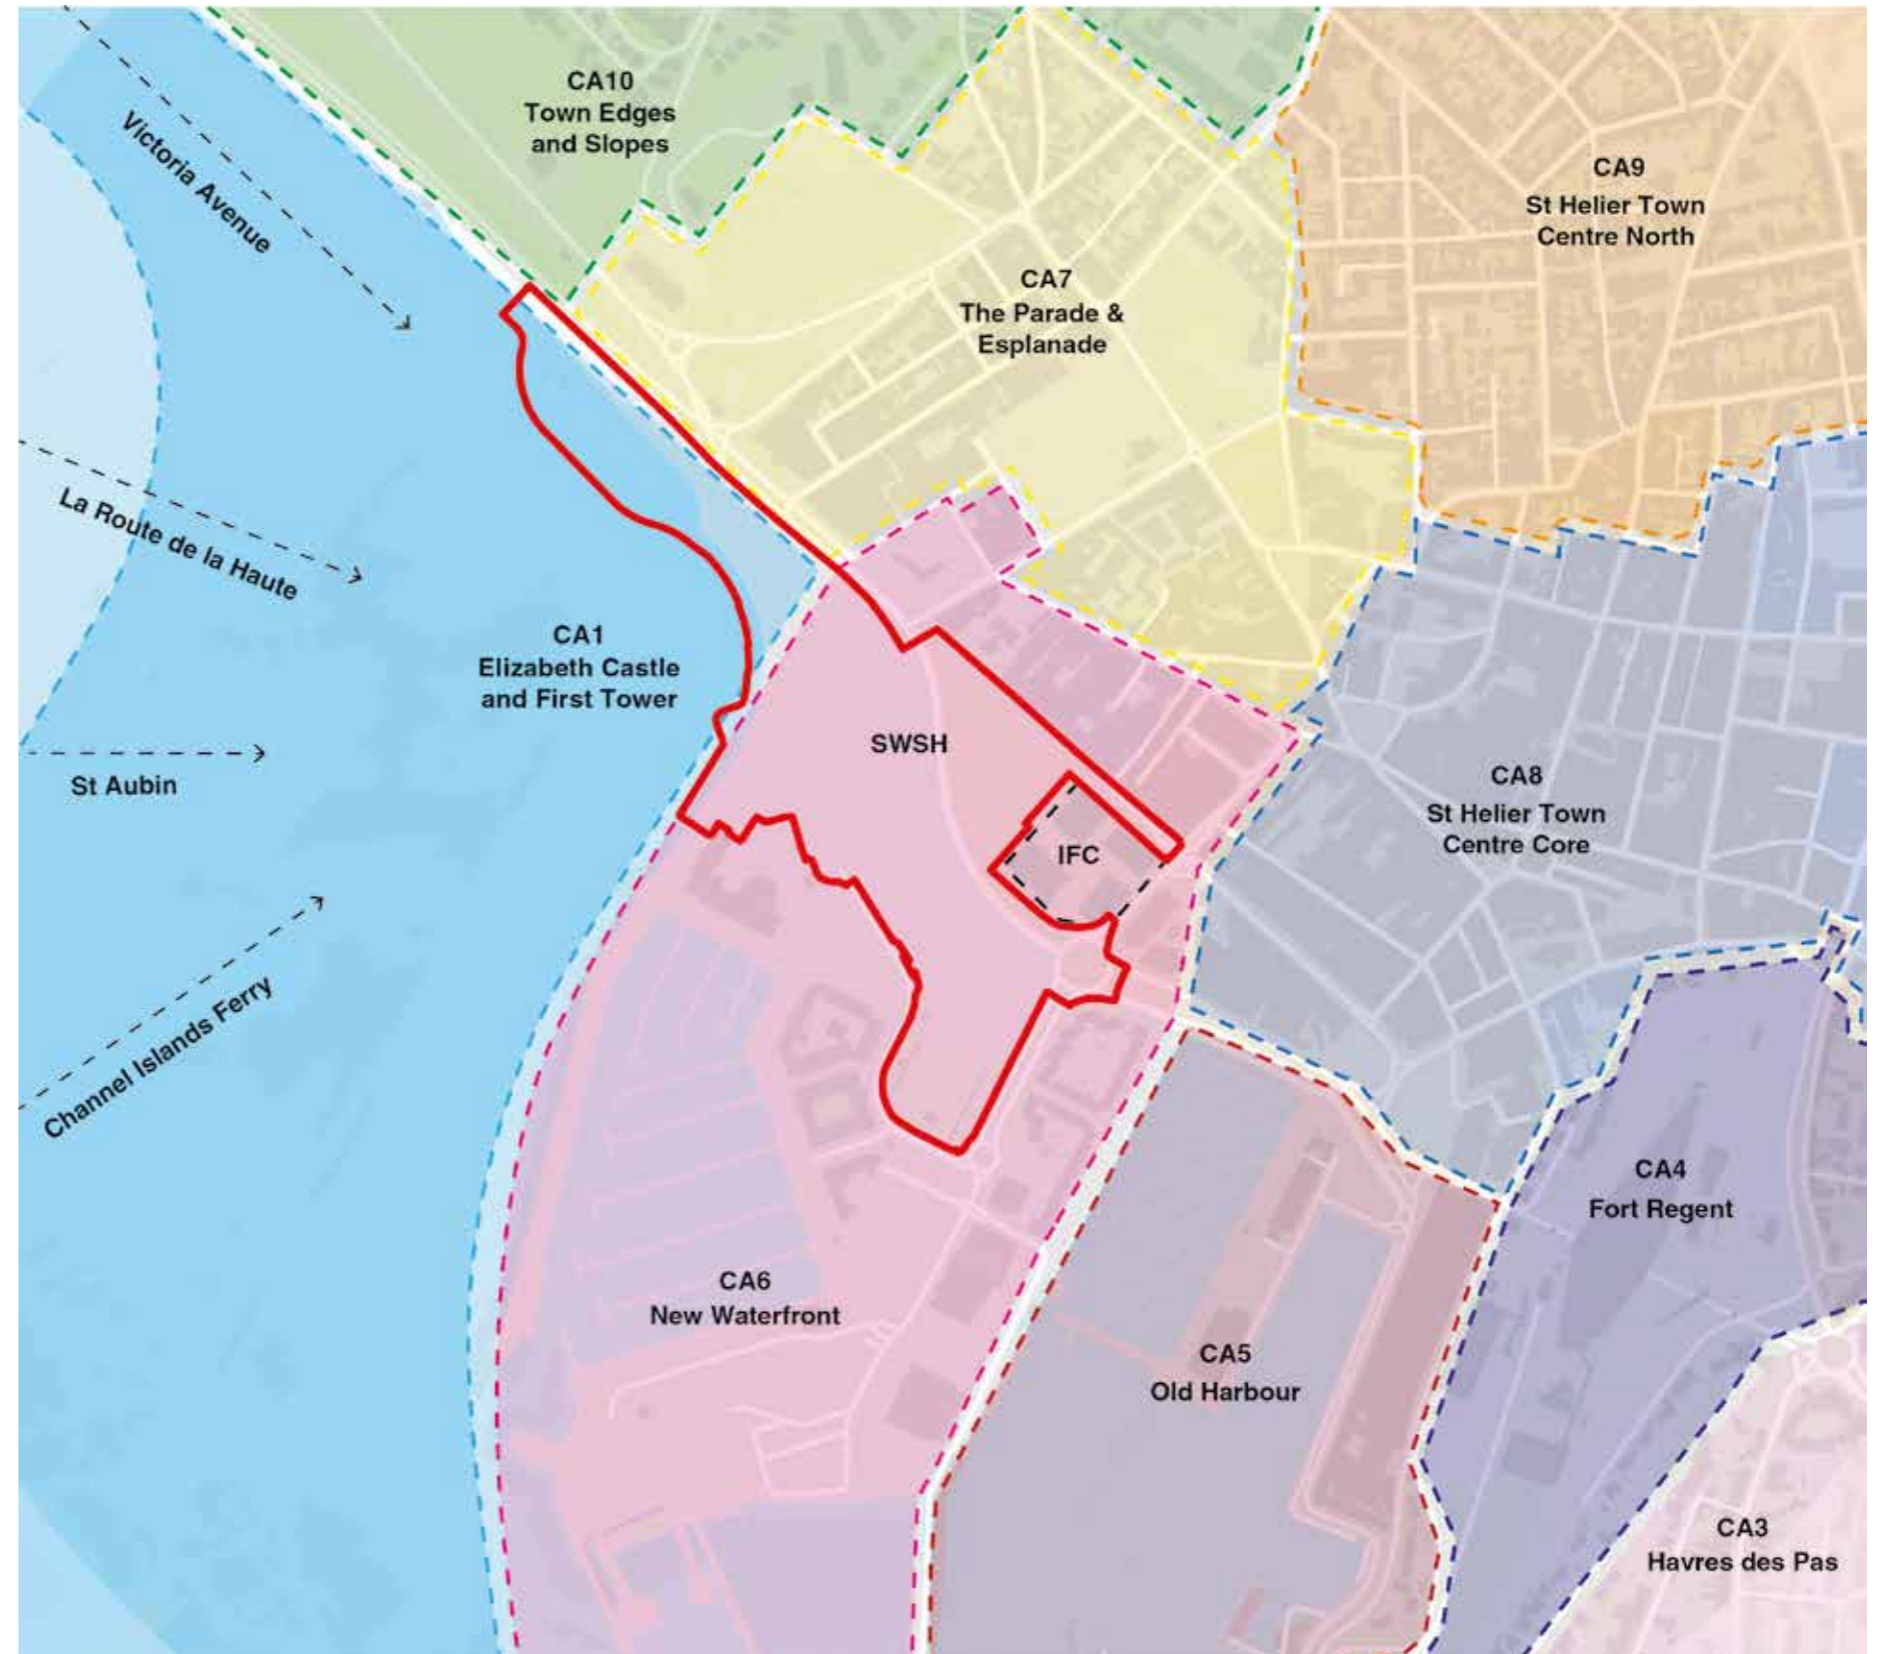 CA10
Town Edges
and Slopes
Victoria Avenue
CA9
St Helier Town
Centre North
CA7
The Parade &
Esplanade
La Route de la Haute
CA1
Elizabeth Castle
and First Tower
SWSH
St Aubin
CA8
St Helier Town
Centre Core
IFC
Channel Islands Ferry
CA4
Fort Regent
CA6
New Waterfront
CA5
Old Harbour
CA3
Havres des Pas